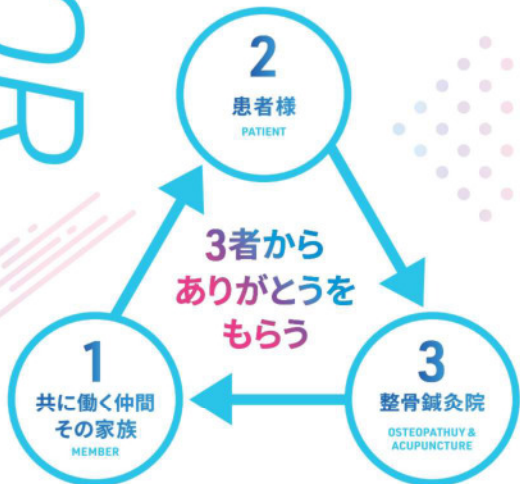 OR
2
患者様
PATIENT
3者から
ありがとうを
もらう
1
共に働く仲間
その家族
MEMBER
3
整骨鍼灸院
OSTEOPATHUY &
ACUPUNCTURE